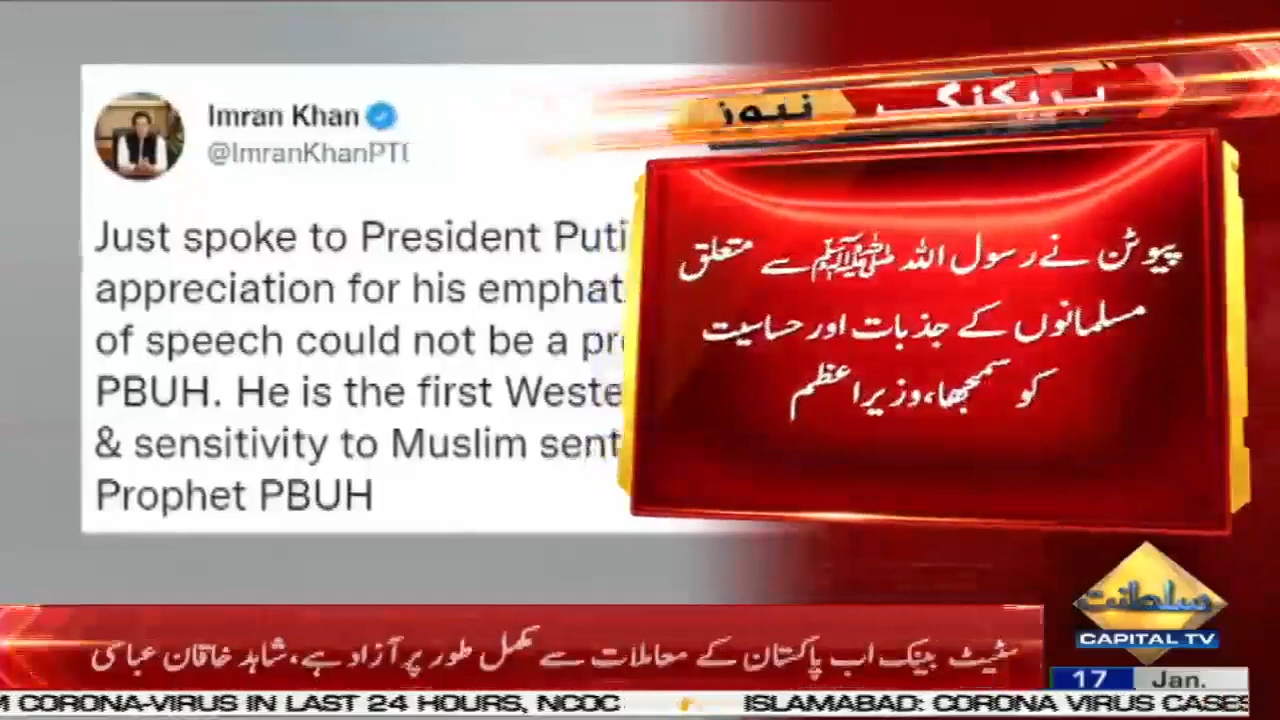 Imran Khan
@ImranKhanPTI
Just spoke to President Puti
appreciation for his emphat
of speech could not be a pr
PBUH. He is the first Weste
& sensitivity to Muslim sent
Prophet PBUH
بریکنگ نیوز
پیوٹن نے رسول اللہ ﷺ سے متعلق
مسلمانوں کے جذبات اور حساسیت
کو سمجھا، وزیراعظم
سلطانت
CAPITAL TV
سٹیٹ بینک اب پاکستان کے معاملات سے مکمل طور پر آزاد ہے، شاہد خاقان عباسی
17 Jan.
M CORONA-VIRUS IN LAST 24 HOURS, NCOC ISLAMABAD: CORONA VIRUS CASES